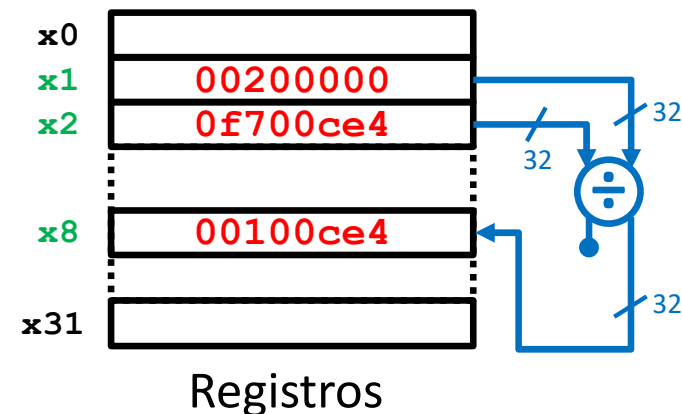 x0
x1 00200000 32
x2 0f700ce4 32
÷
x8 00100ce4
32
x31
Registros